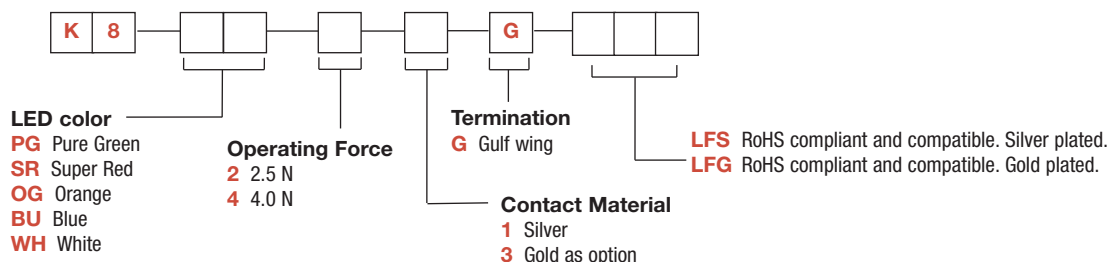 K 8 G
LED color
PG Pure Green
SR Super Red
OG Orange
BU Blue
WH White
Operating Force
2 2.5 N
4 4.0 N
Contact Material
1 Silver
3 Gold as option
Termination
G Gulf wing
LFS RoHS compliant and compatible. Silver plated.
LFG RoHS compliant and compatible. Gold plated.